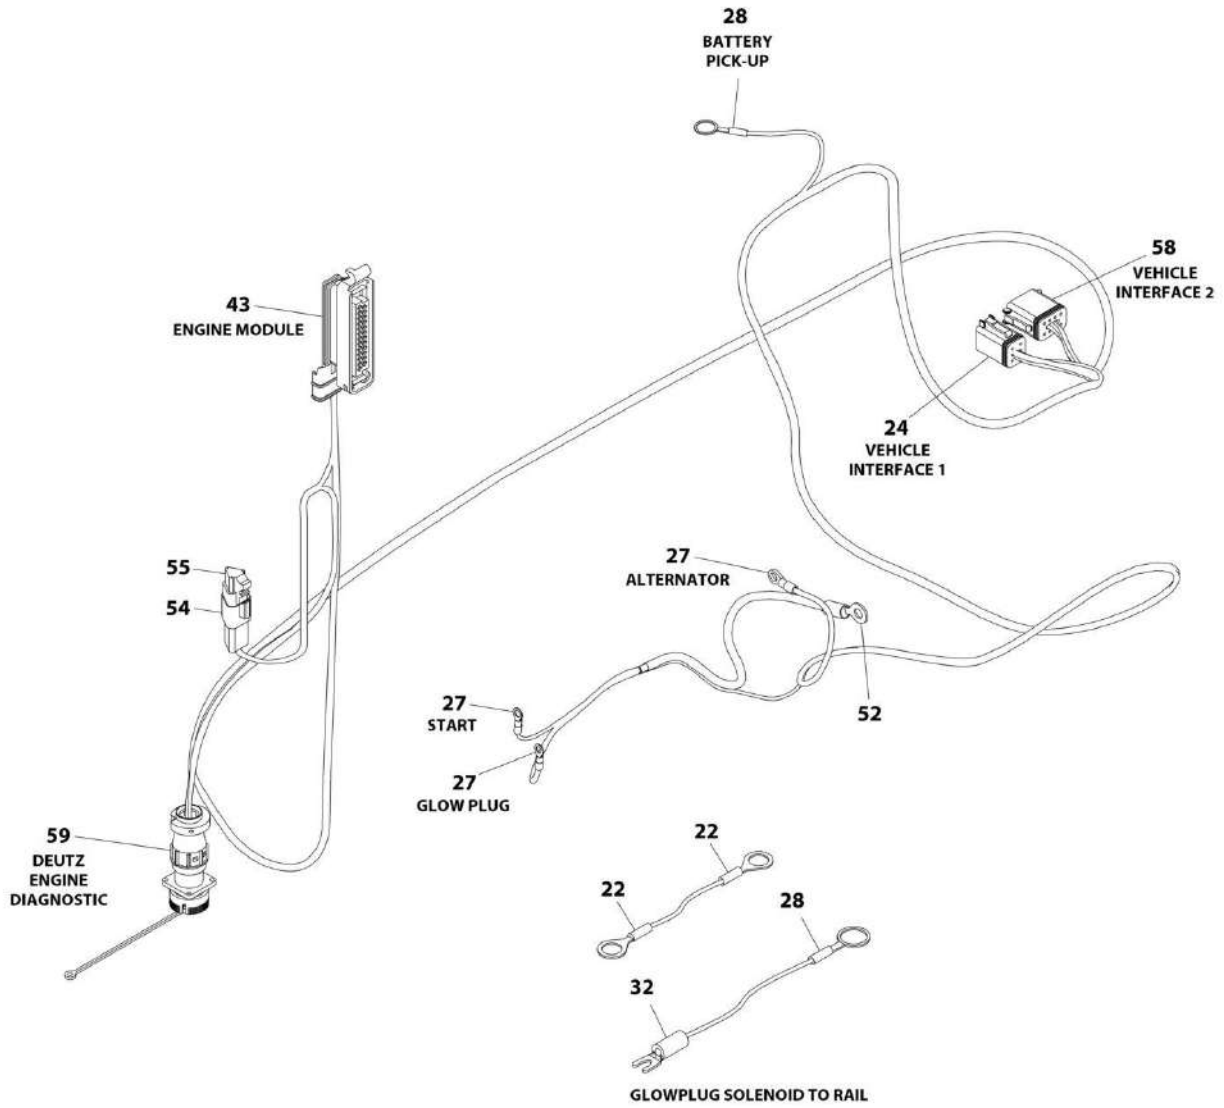 28
BATTERY
PICK-UP
58
VEHICLE
INTERFACE 2
43
ENGINE MODULE
24
VEHICLE
INTERFACE 1
55
54
27
ALTERNATOR
52
27
START
27
GLOW PLUG
59
DEUTZ
ENGINE
DIAGNOSTIC
22
22
28
32
GLOWPLUG SOLENOID TO RAIL